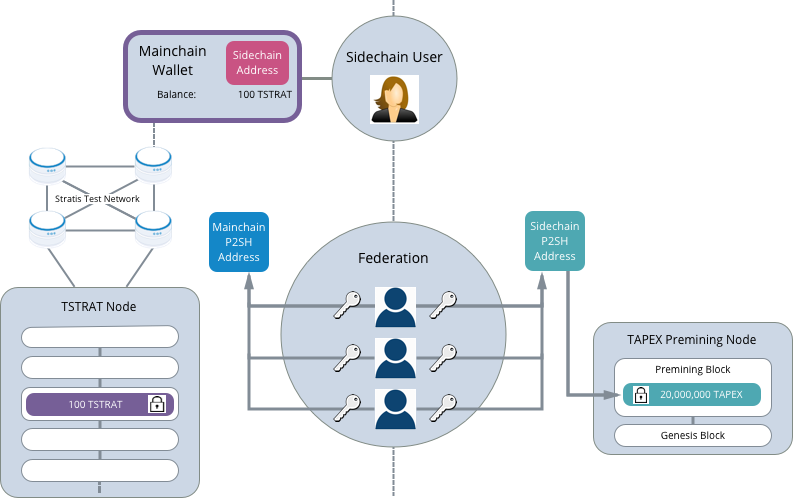 Mainchain
Wallet
Sidechain
Address
Balance:
100 TSTRAT
Sidechain User
Stratis Test Network
Mainchain
P2SH
Address
Federation
Sidechain
P2SH
Address
TSTRAT Node
100 TSTRAT
TAPEX Premining Node
Premining Block
20,000,000 TAPEX
Genesis Block